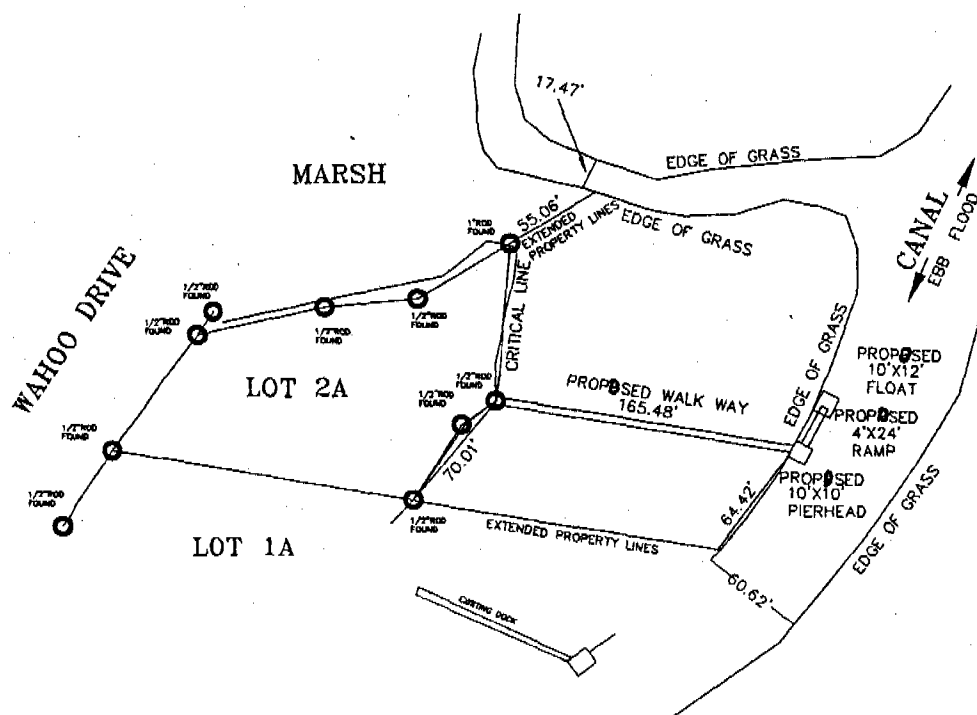 17.47'
EDGE OF GRASS
MARSH
55.06'
EXTENDED
PROPERTY LINES
EDGE OF GRASS
CANAL
EBB FLOOD
1"ROD
FOUND
CRITICAL LINE
WAHOO DRIVE
1/2"ROD
FOUND
1/2"ROD
FOUND
1/2"ROD
FOUND
1/2"ROD
FOUND
EDGE OF GRASS
PROPOSED
10'X12'
FLOAT
LOT 2A
1/2"ROD
FOUND
1/2"ROD
FOUND
PROPOSED WALK WAY
165.48'
PROPOSED
4'X24'
RAMP
1/2"ROD
FOUND
70.01'
PROPOSED
10'X10'
PIERHEAD
64.42'
1/2"ROD
FOUND
1/2"ROD
FOUND
EXTENDED PROPERTY LINES
EDGE OF GRASS
LOT 1A
60.62'
EXISTING DOCK